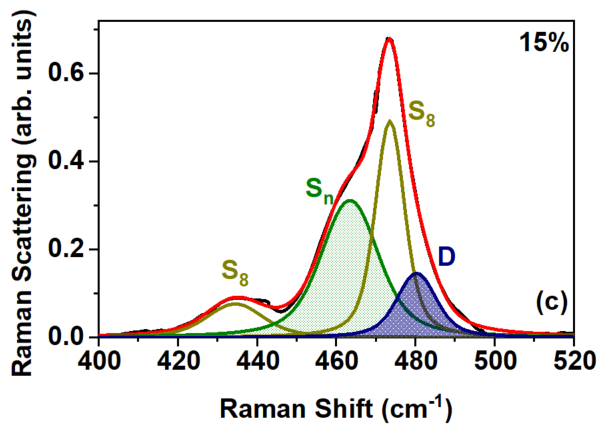 15%
0.6
S₈
0.4
Sₙ
0.2
D
S₈
(c)
0.0
400 420 440 460 480 500 520
Raman Shift (cm⁻¹)
Raman Scattering (arb. units)